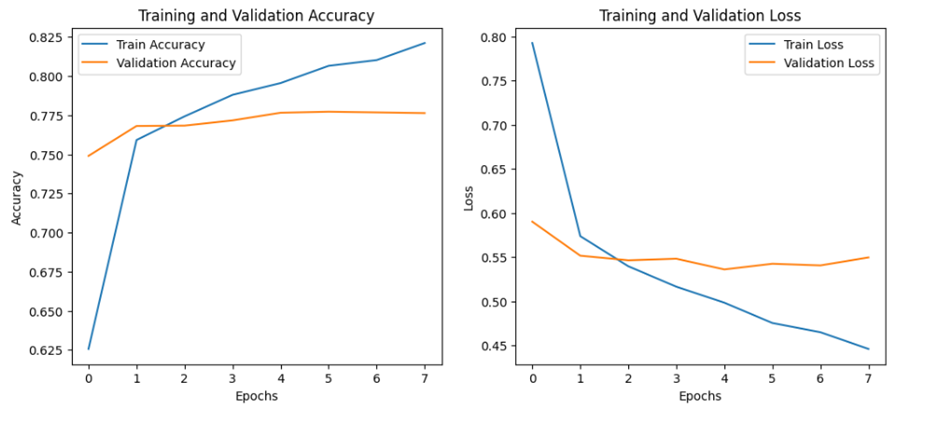 Training and Validation Accuracy
Train Accuracy
Validation Accuracy
0.825
0.800
0.775
0.750
0.725
0.700
0.675
0.650
0.625
Accuracy
0 1 2 3 4 5 6 7
Epochs
Training and Validation Loss
Train Loss
Validation Loss
0.80
0.75
0.70
0.65
0.60
0.55
0.50
0.45
Loss
0 1 2 3 4 5 6 7
Epochs